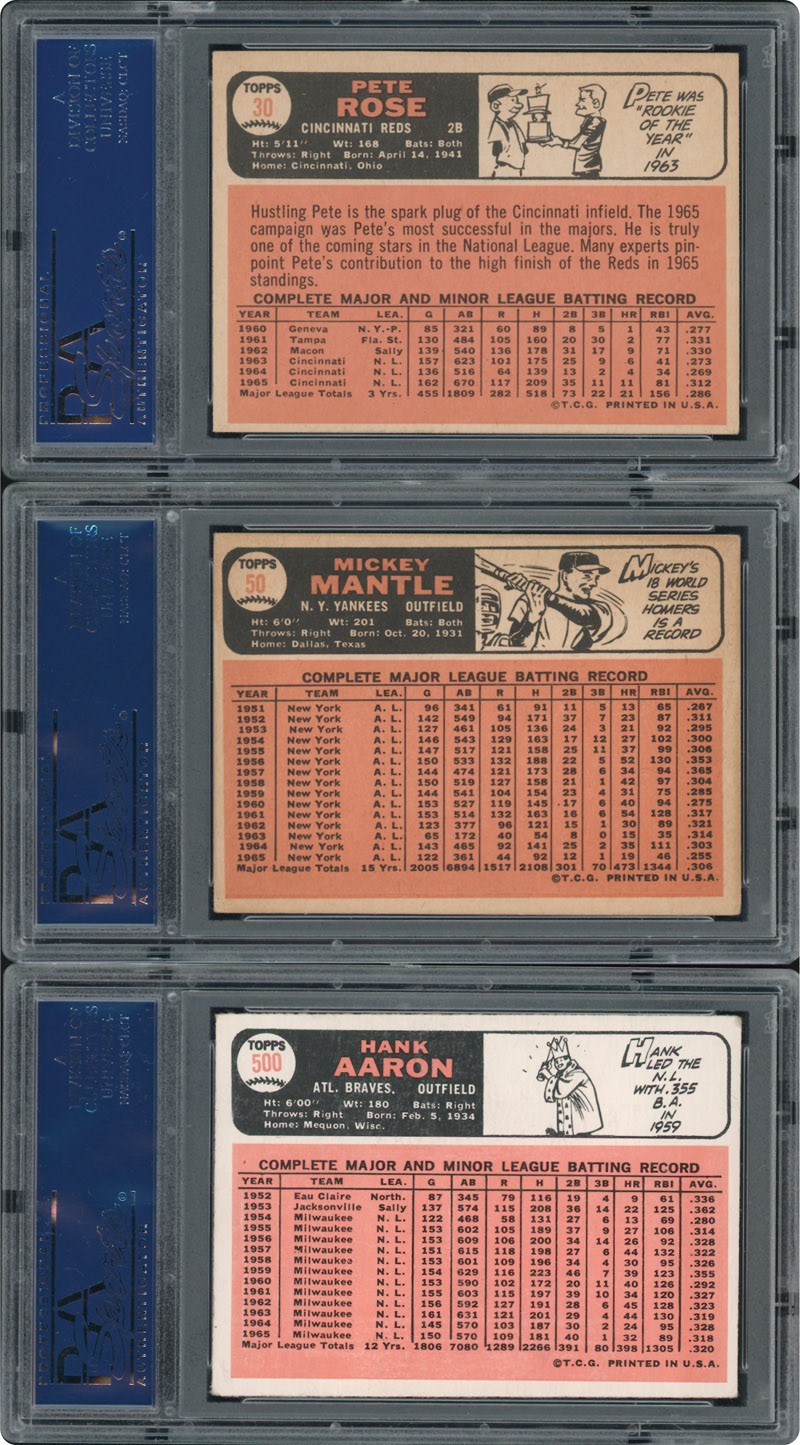 A
DIVISION OF
COLLECTORS
UNIVERSE
NASDAQ: CLCT
PROFESSIONAL
PSA
Sports
AUTHENTICATOR
TOPPS
30
PETE
ROSE
CINCINNATI REDS 2B
Ht: 5'11" Wt: 168 Bats: Both
Throws: Right Born: April 14, 1941
Home: Cincinnati, Ohio
PETE WAS
"ROOKIE
OF THE
YEAR"
IN
1963
Hustling Pete is the spark plug of the Cincinnati infield. The 1965
campaign was Pete's most successful in the majors. He is truly
one of the coming stars in the National League. Many experts pin-
point Pete's contribution to the high finish of the Reds in 1965
standings.
COMPLETE MAJOR AND MINOR LEAGUE BATTING RECORD
YEAR TEAM LEA. G AB R H 2B 3B HR RBI AVG.
1960 Geneva N.Y.-P. 85 321 60 89 8 5 1 43 .277
1961 Tampa Fla. St. 130 484 105 160 20 30 2 77 .331
1962 Macon Sally 139 540 136 178 31 17 9 71 .330
1963 Cincinnati N. L. 157 623 101 175 25 9 6 41 .273
1964 Cincinnati N. L. 136 516 64 139 13 2 4 34 .269
1965 Cincinnati N. L. 162 670 117 209 35 11 11 81 .312
Major League Totals 3 Yrs. 455 1809 282 518 73 22 21 156 .286
©T.C.G. PRINTED IN U.S.A.
TOPPS
50
MICKEY
MANTLE
N. Y. YANKEES OUTFIELD
Ht: 6'0" Wt: 201 Bats: Both
Throws: Right Born: Oct. 20, 1931
Home: Dallas, Texas
MICKEY'S
18 WORLD
SERIES
HOMERS
IS A
RECORD
COMPLETE MAJOR LEAGUE BATTING RECORD
YEAR TEAM LEA. G AB R H 2B 3B HR RBI AVG.
1951 New York A. L. 96 341 61 91 11 5 13 65 .267
1952 New York A. L. 142 549 94 171 37 7 23 87 .311
1953 New York A. L. 127 461 105 136 24 3 21 92 .295
1954 New York A. L. 146 543 129 163 17 12 27 102 .300
1955 New York A. L. 147 517 121 158 25 11 37 99 .306
1956 New York A. L. 150 533 132 188 22 5 52 130 .353
1957 New York A. L. 144 474 121 173 28 6 34 94 .365
1958 New York A. L. 150 519 127 158 21 1 42 97 .304
1959 New York A. L. 144 541 104 154 23 4 31 75 .285
1960 New York A. L. 153 527 119 145 17 6 40 94 .275
1961 New York A. L. 153 514 132 163 16 6 54 128 .317
1962 New York A. L. 123 377 96 121 15 1 30 89 .321
1963 New York A. L. 65 172 40 54 8 0 15 35 .314
1964 New York A. L. 143 465 92 141 25 2 35 111 .303
1965 New York A. L. 122 361 44 92 12 1 19 46 .255
Major League Totals 15 Yrs. 2005 6894 1517 2108 301 70 473 1344 .306
©T.C.G. PRINTED IN U.S.A.
TOPPS
500
HANK
AARON
ATL. BRAVES. OUTFIELD
Ht: 6'00" Wt: 180 Bats: Right
Throws: Right Born: Feb. 5, 1934
Home: Mequon, Wisc.
HANK
LED THE
N.L.
WITH .355
B.A.
IN
1959
COMPLETE MAJOR AND MINOR LEAGUE BATTING RECORD
YEAR TEAM LEA. G AB R H 2B 3B HR RBI AVG.
1952 Eau Claire North. 87 345 79 116 19 4 9 61 .336
1953 Jacksonville Sally 137 574 115 208 36 14 22 125 .362
1954 Milwaukee N. L. 122 468 58 131 27 6 13 69 .280
1955 Milwaukee N. L. 153 602 105 189 37 9 27 106 .314
1956 Milwaukee N. L. 153 609 106 200 34 14 26 92 .328
1957 Milwaukee N. L. 151 615 118 198 27 6 44 132 .322
1958 Milwaukee N. L. 153 601 109 196 34 4 30 95 .326
1959 Milwaukee N. L. 154 629 116 223 46 7 39 123 .355
1960 Milwaukee N. L. 153 590 102 172 20 11 40 126 .292
1961 Milwaukee N. L. 155 603 115 197 39 10 34 120 .327
1962 Milwaukee N. L. 156 592 127 191 28 6 45 128 .323
1963 Milwaukee N. L. 161 631 121 201 29 4 44 130 .319
1964 Milwaukee N. L. 145 570 103 187 30 2 24 95 .328
1965 Milwaukee N. L. 150 570 109 181 40 1 32 89 .318
Major League Totals 12 Yrs. 1806 7080 1289 2266 391 80 398 1305 .320
©T.C.G. PRINTED IN U.S.A.